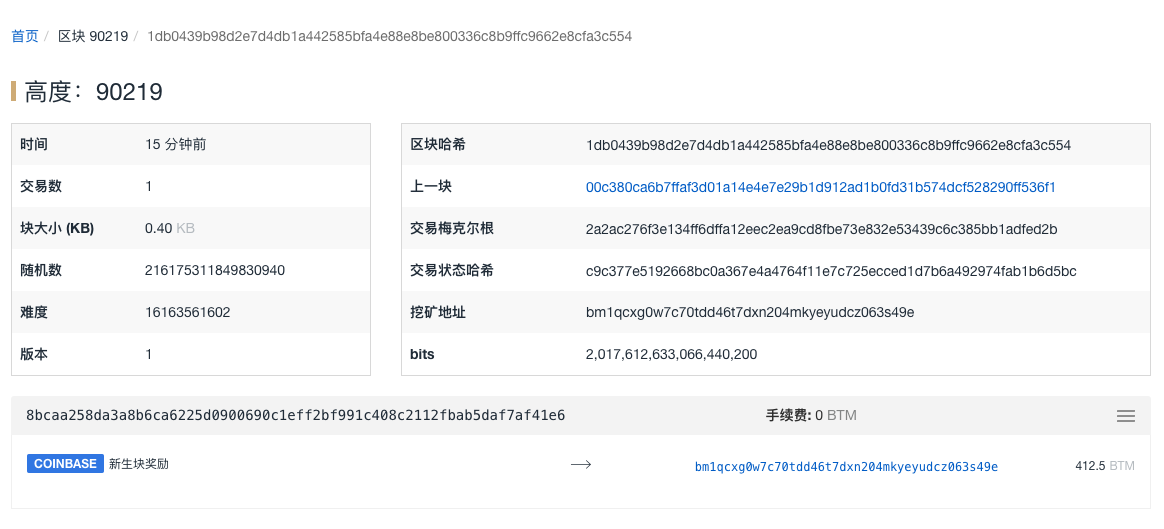 首页 / 区块 90219 / 1db0439b98d2e7d4db1a442585bfa4e88e8be800336c8b9ffc9662e8cfa3c554
高度：90219
时间 15 分钟前
交易数 1
块大小 (KB) 0.40 KB
随机数 216175311849830940
难度 16163561602
版本 1
区块哈希 1db0439b98d2e7d4db1a442585bfa4e88e8be800336c8b9ffc9662e8cfa3c554
上一块 00c380ca6b7ffaf3d01a14e4e7e29b1d912ad1b0fd31b574dcf528290ff536f1
交易梅克尔根 2a2ac276f3e134ff6dffa12eec2ea9cd8fbe73e832e53439c6c385bb1adfed2b
交易状态哈希 c9c377e5192668bc0a367e4a4764f11e7c725ecced1d7b6a492974fab1b6d5bc
挖矿地址 bm1qcxg0w7c70tdd46t7dxn204mkyeyudcz063s49e
bits 2,017,612,633,066,440,200
8bcaa258da3a8b6ca6225d0900690c1eff2bf991c408c2112fbab5daf7af41e6 手续费: 0 BTM
COINBASE 新生块奖励 → bm1qcxg0w7c70tdd46t7dxn204mkyeyudcz063s49e 412.5 BTM